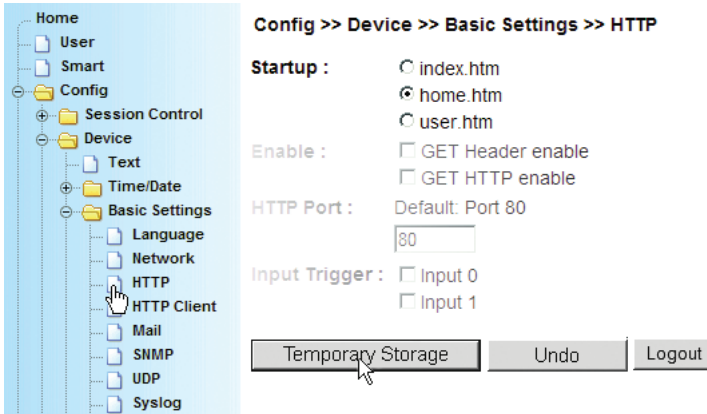 Home
User
Smart
Config
Session Control
Device
Text
Time/Date
Basic Settings
Language
Network
HTTP
HTTP Client
Mail
SNMP
UDP
Syslog
Config >> Device >> Basic Settings >> HTTP
Startup : index.htm
home.htm
user.htm
Enable : GET Header enable
GET HTTP enable
HTTP Port : Default: Port 80
80
Input Trigger : Input 0
Input 1
Temporary Storage Undo Logout